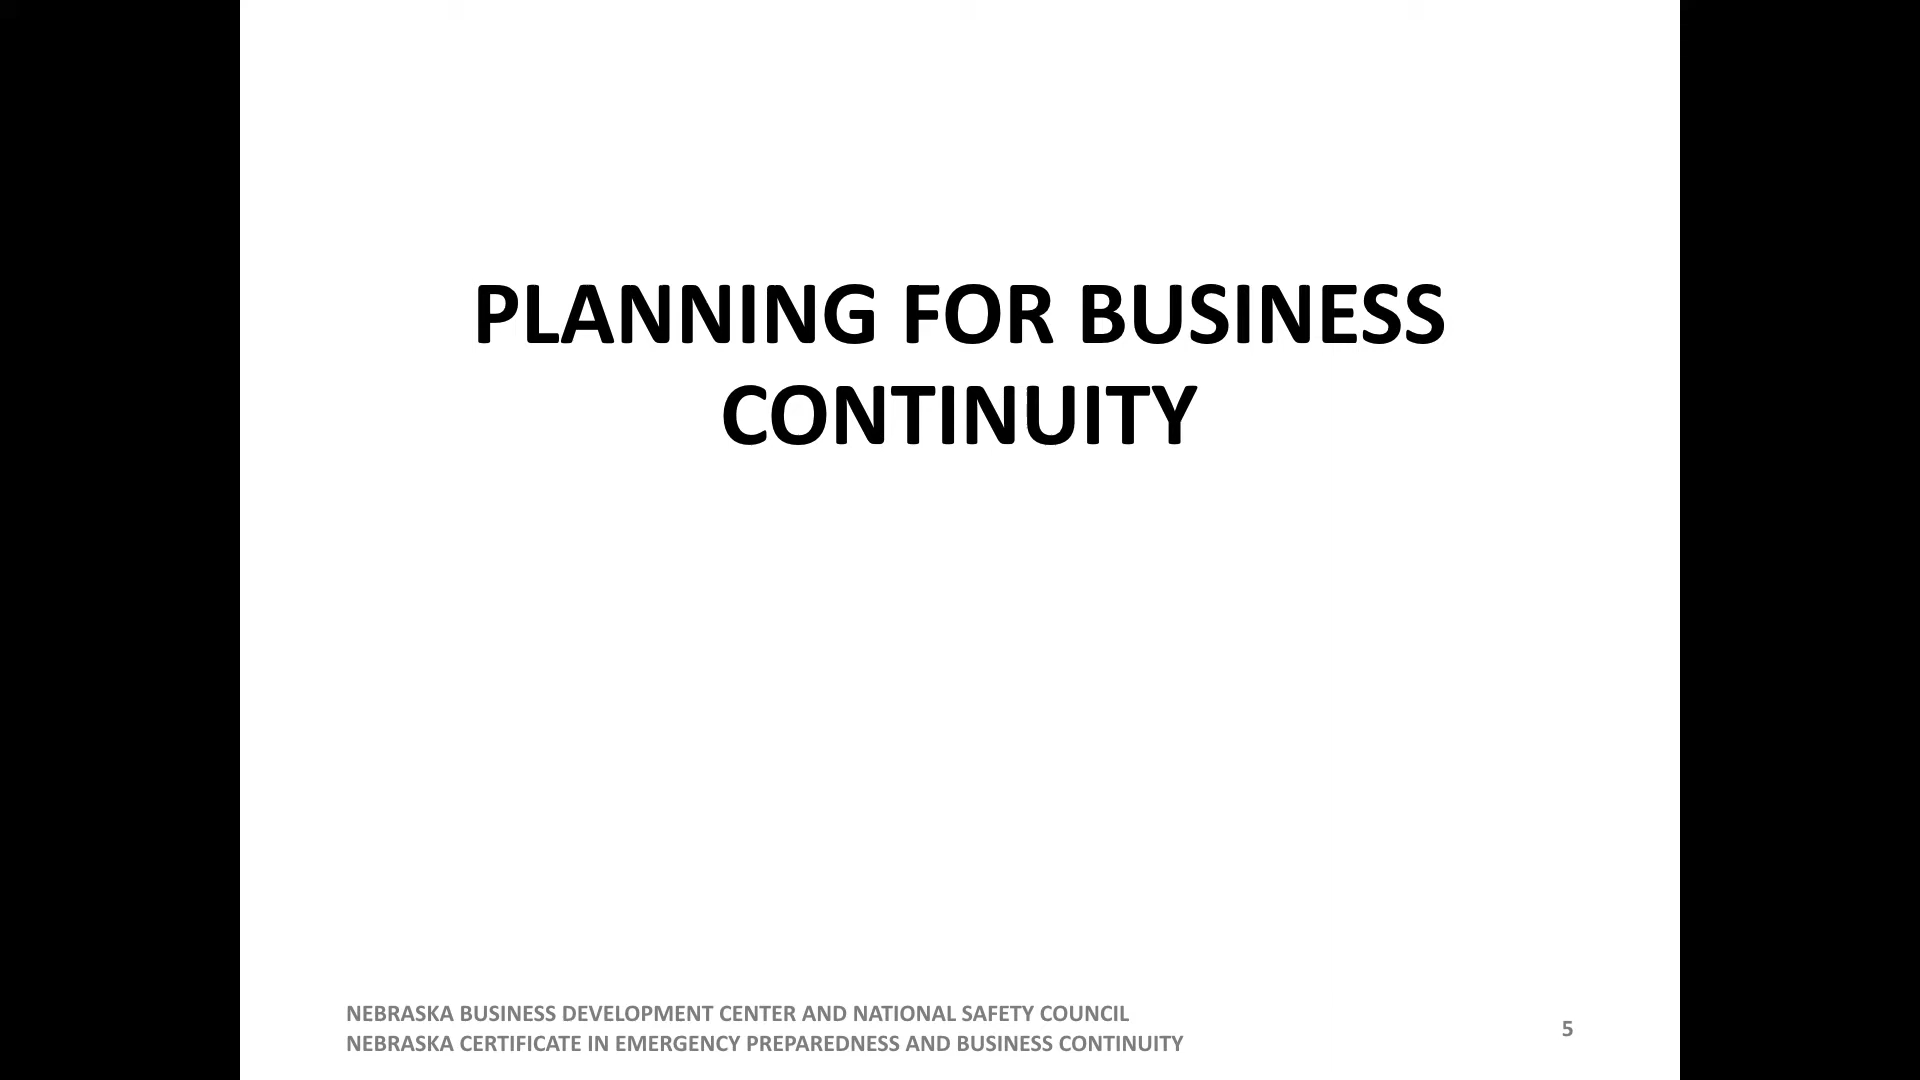 PLANNING FOR BUSINESS
CONTINUITY
NEBRASKA BUSINESS DEVELOPMENT CENTER AND NATIONAL SAFETY COUNCIL
NEBRASKA CERTIFICATE IN EMERGENCY PREPAREDNESS AND BUSINESS CONTINUITY
5